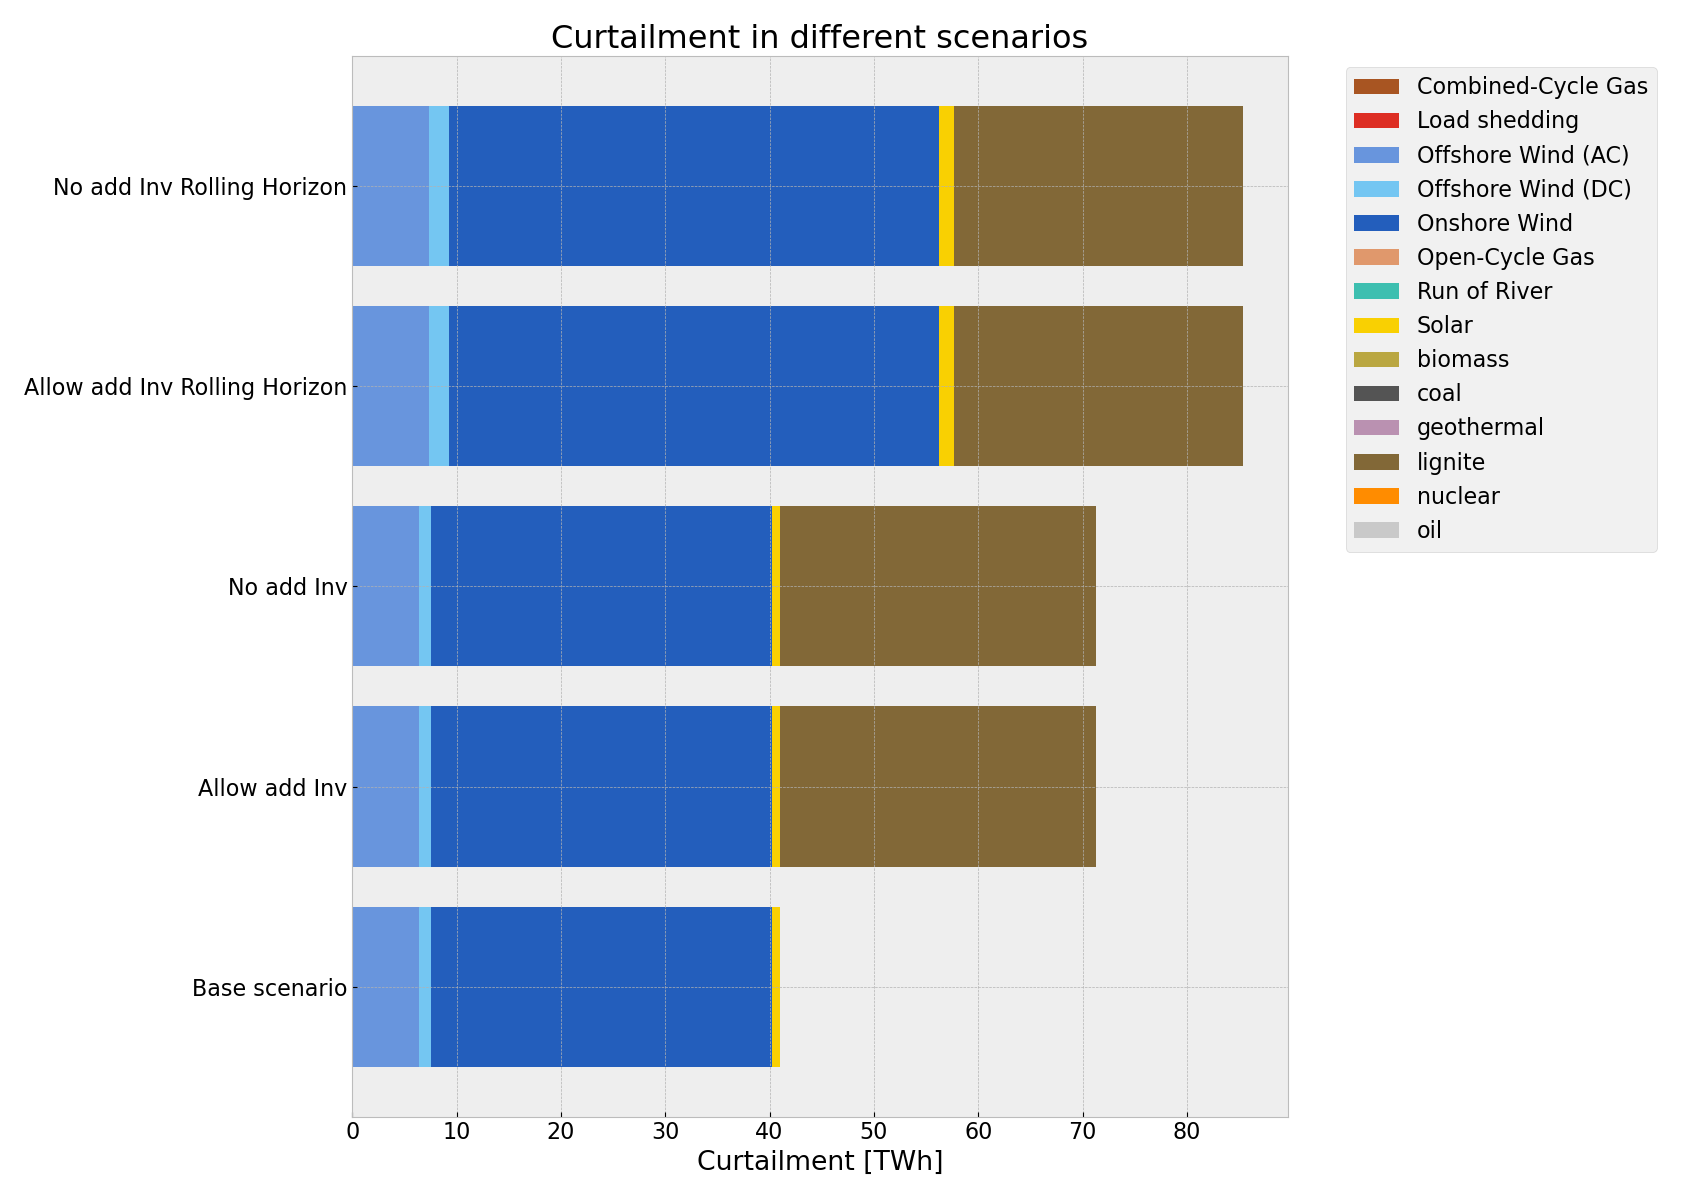 Curtailment in different scenarios
No add Inv Rolling Horizon
Allow add Inv Rolling Horizon
No add Inv
Allow add Inv
Base scenario
0 10 20 30 40 50 60 70 80
Curtailment [TWh]
Combined-Cycle Gas
Load shedding
Offshore Wind (AC)
Offshore Wind (DC)
Onshore Wind
Open-Cycle Gas
Run of River
Solar
biomass
coal
geothermal
lignite
nuclear
oil